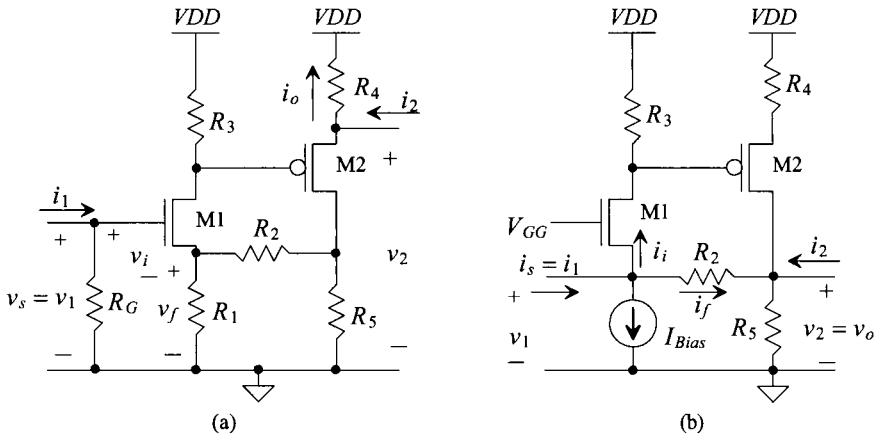 VDD VDD VDD VDD
i_o R_4 i_2 R_4
R_3 R_3
+
M2 M2
i_1 M1 M1
V_GG
+ + v_i − + R_2 v_2 i_s = i_1 i_i R_2 i_2
+ i_f +
v_s = v_1 R_G v_f R_1 R_5 v_1 I_Bias R_5 v_2 = v_o
− − − − −
(a) (b)